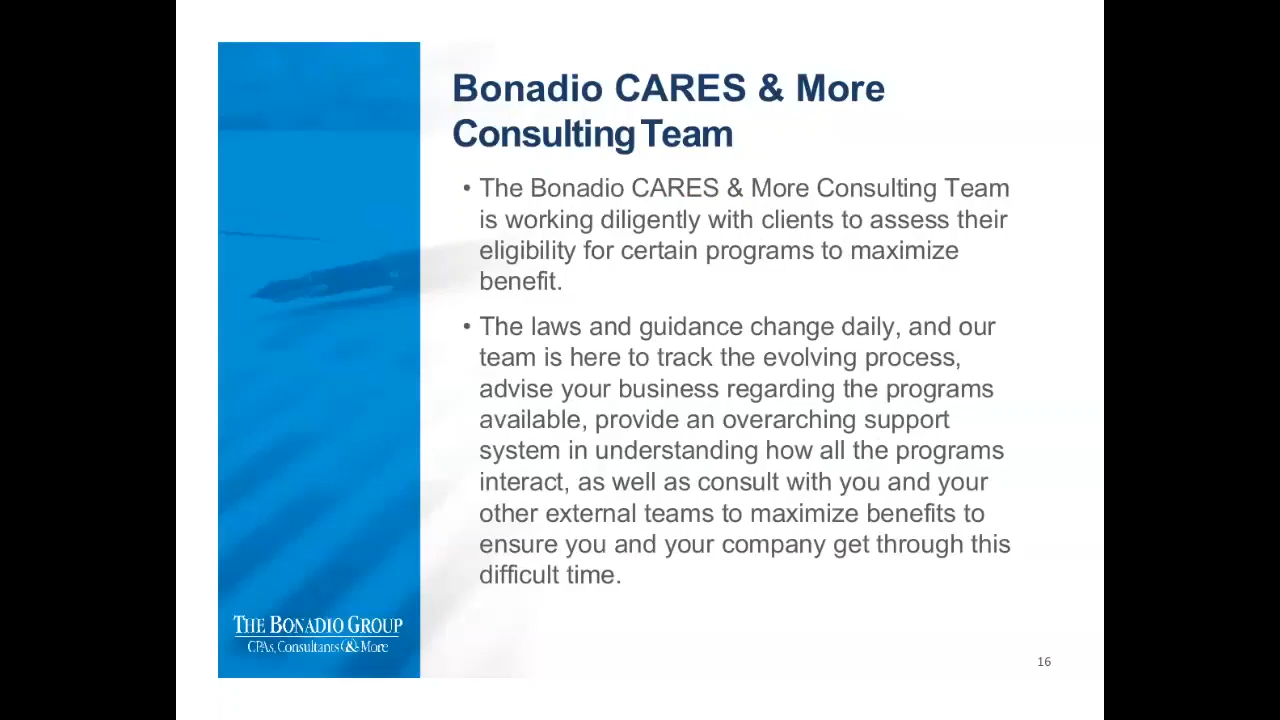 Bonadio CARES & More
Consulting Team
• The Bonadio CARES & More Consulting Team
is working diligently with clients to assess their
eligibility for certain programs to maximize
benefit.
• The laws and guidance change daily, and our
team is here to track the evolving process,
advise your business regarding the programs
available, provide an overarching support
system in understanding how all the programs
interact, as well as consult with you and your
other external teams to maximize benefits to
ensure you and your company get through this
difficult time.
THE BONADIO GROUP
CPAs, Consultants & More
16